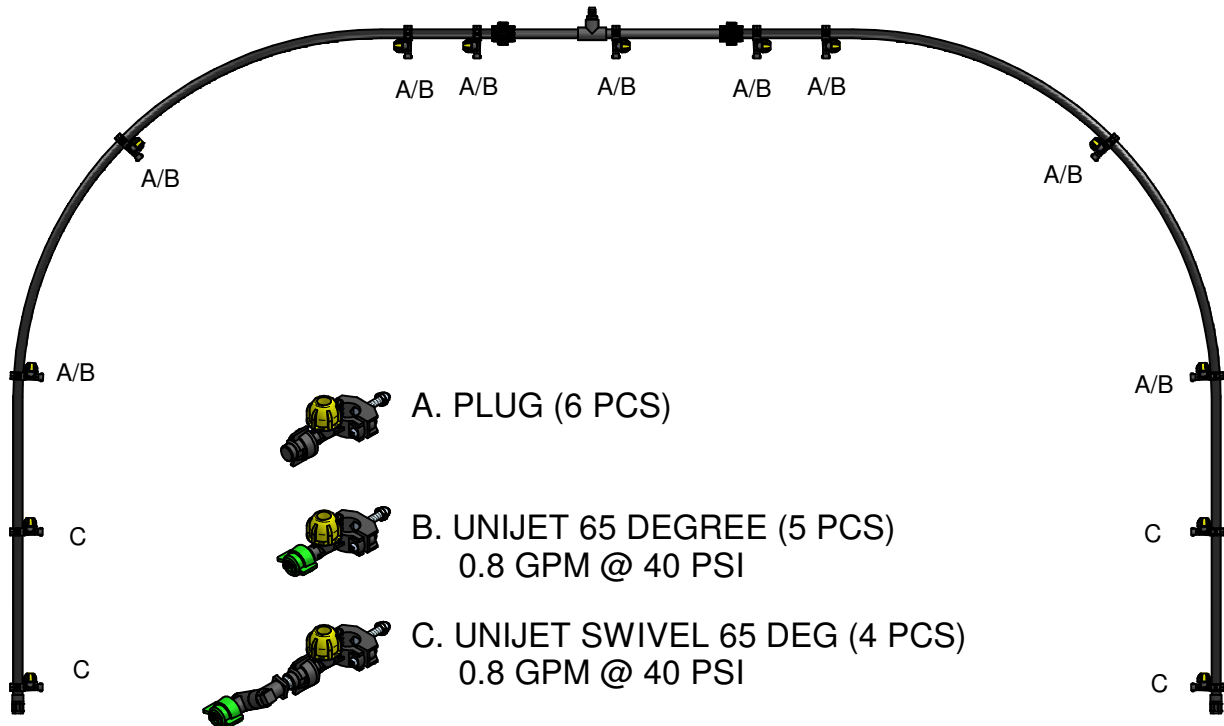 A/B A/B A/B A/B A/B
A/B A/B
A/B A/B
A. PLUG (6 PCS)
C C
B. UNIJET 65 DEGREE (5 PCS)
0.8 GPM @ 40 PSI
C C
C. UNIJET SWIVEL 65 DEG (4 PCS)
0.8 GPM @ 40 PSI